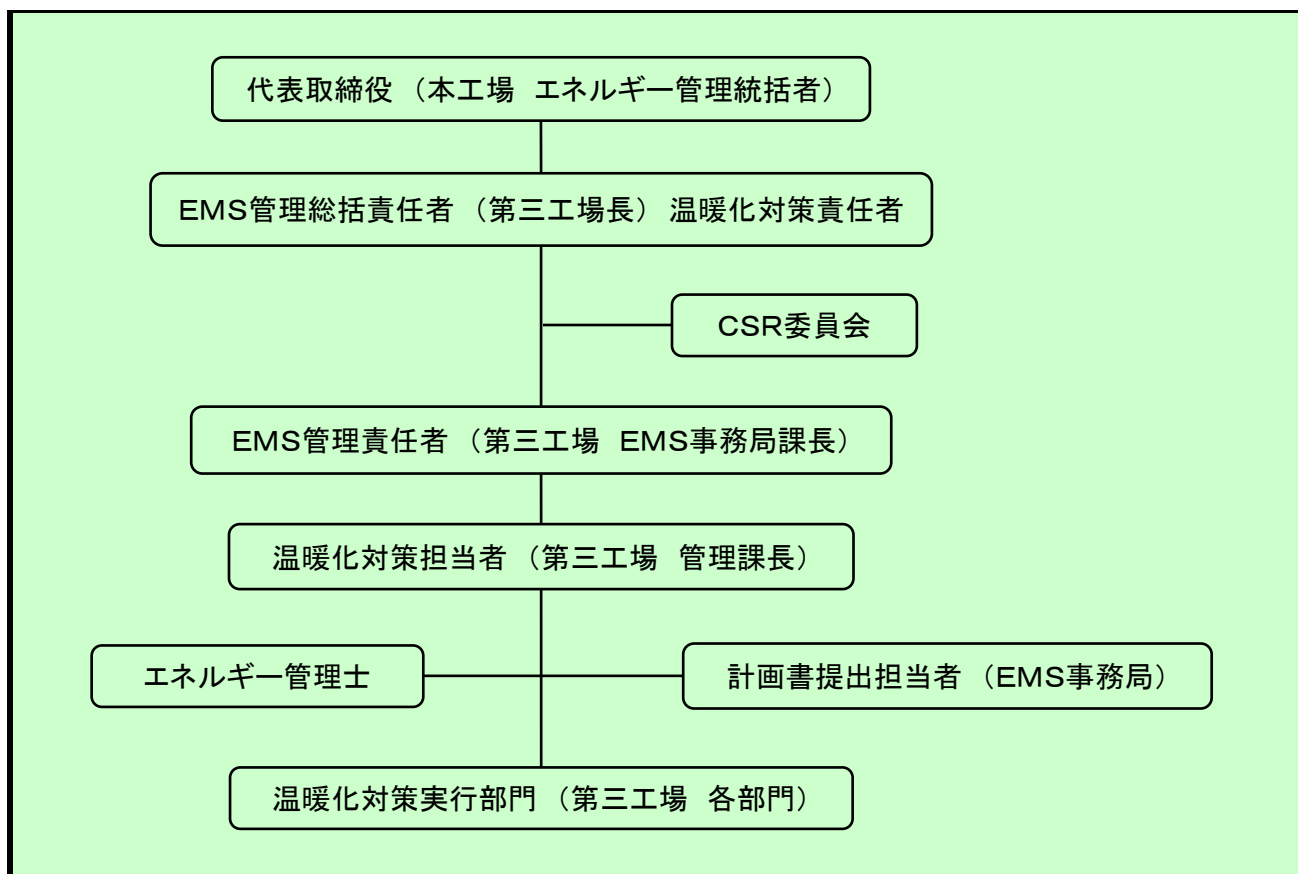 代表取締役 （本工場 エネルギー管理統括者）
ＥＭＳ管理総括責任者 （第三工場長） 温暖化対策責任者
ＣＳＲ委員会
ＥＭＳ管理責任者 （第三工場 ＥＭＳ事務局課長）
温暖化対策担当者 （第三工場 管理課長）
エネルギー管理士
計画書提出担当者 （ＥＭＳ事務局）
温暖化対策実行部門 （第三工場 各部門）